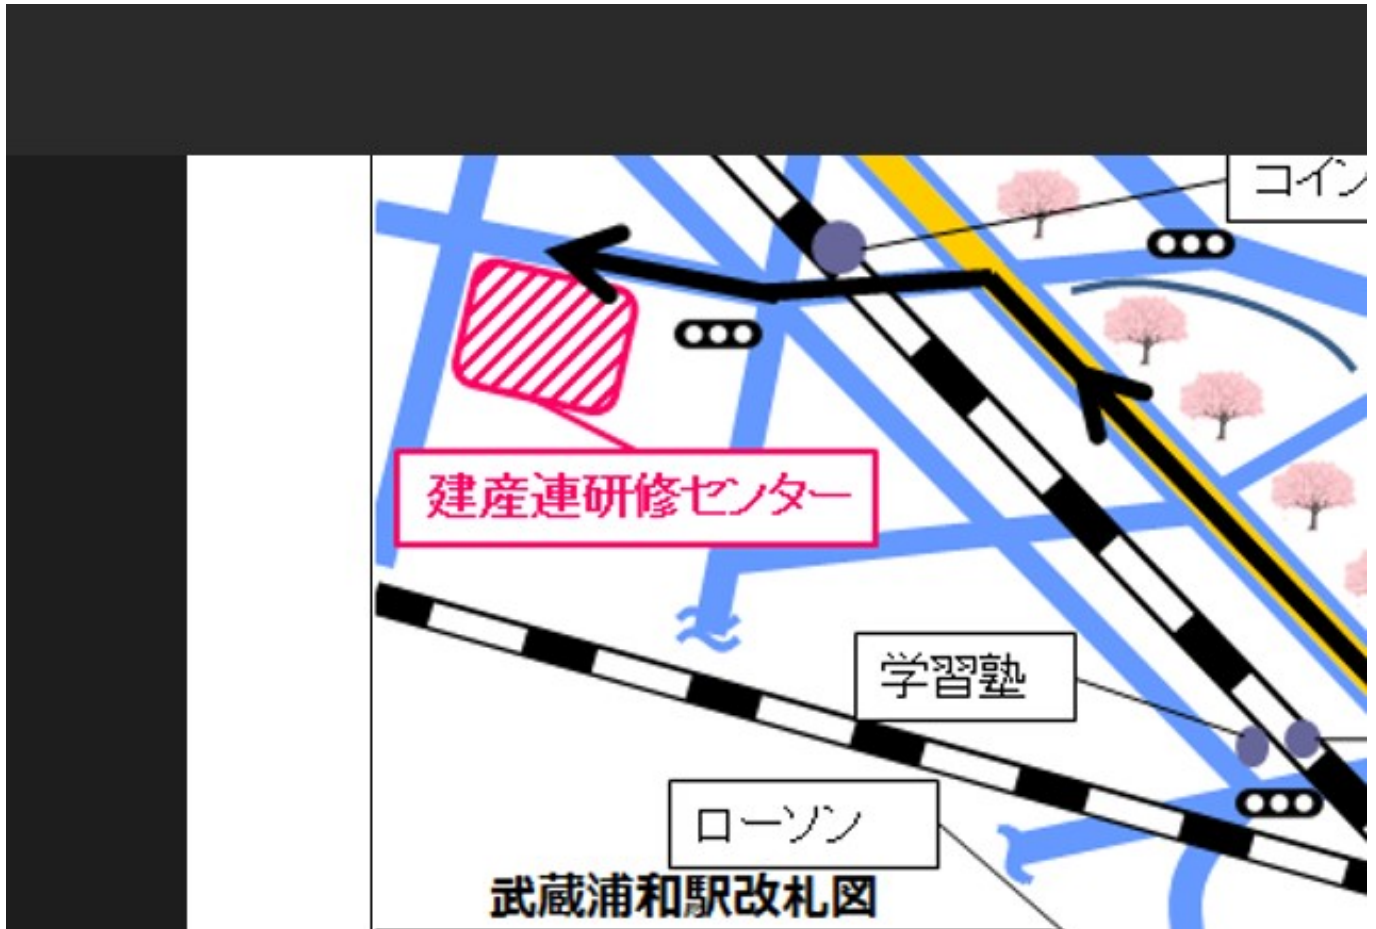 コイン
建産連研修センター
学習塾
ローソン
武蔵浦和駅改札図